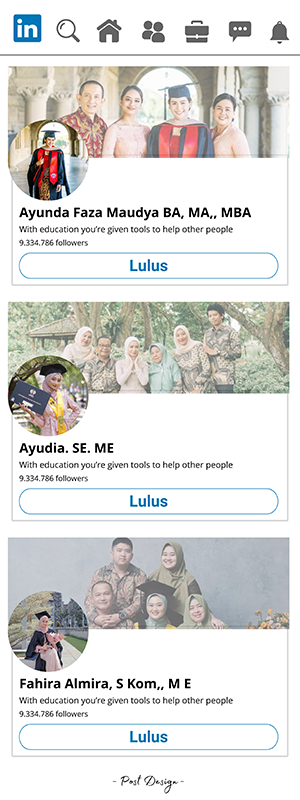 in
Ayunda Faza Maudya BA, MA,, MBA
With education you're given tools to help other people
9.334.786 followers
Lulus
Ayudia. SE. ME
With education you're given tools to help other people
9.334.786 followers
Lulus
Fahira Almira, S Kom,, M E
With education you're given tools to help other people
9.334.786 followers
Lulus
- Post Design -